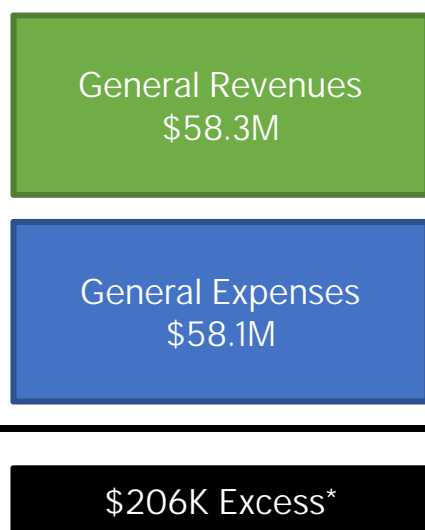 General Revenues
$58.3M
General Expenses
$58.1M
$206K Excess*